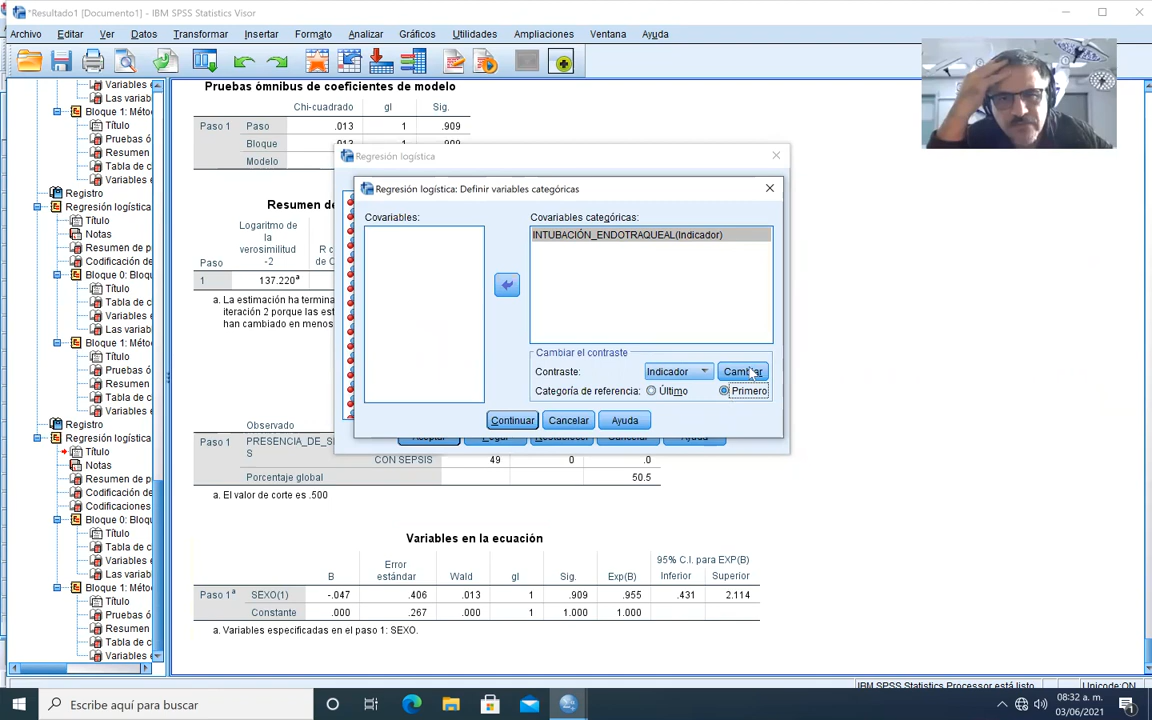 *Resultado1 [Documento1] - IBM SPSS Statistics Visor
Archivo Editar Ver Datos Transformar Insertar Formato Analizar Gráficos Utilidades Ampliaciones Ventana Ayuda
Variables e
Las variab
Bloque 1: Méto
Título
Pruebas ó
Resumen
Tabla de c
Variables e
Registro
Regresión logística
Título
Notas
Resumen de p
Codificación de
Bloque 0: Bloq
Título
Tabla de c
Variables e
Las variab
Bloque 1: Méto
Título
Pruebas ó
Resumen
Tabla de c
Variables e
Registro
Regresión logística
Título
Notas
Resumen de p
Codificación de
Codificaciones
Bloque 0: Bloq
Título
Tabla de c
Variables e
Las variab
Bloque 1: Méto
Título
Pruebas ó
Resumen
Tabla de c
Variables e
Pruebas ómnibus de coeficientes de modelo
Chi-cuadrado gl Sig.
Paso 1 Paso .013 1 .909
Bloque .013 1 .909
Modelo
Resumen de
Logaritmo de
la
verosimilitud
-2
R c
de C
Paso
1 137.220a
a. La estimación ha termina
iteración 2 porque las est
han cambiado en menos
Regresión logística
Regresión logística: Definir variables categóricas
Covariables: Covariables categóricas:
INTUBACIÓN_ENDOTRAQUEAL(Indicador)
Cambiar el contraste
Contraste: Indicador Cambiar
Categoría de referencia: Último Primero
Continuar Cancelar Ayuda
Aceptar Pegar Restablecer Cancelar Ayuda
Observado
Paso 1 PRESENCIA_DE_SE
S
CON SEPSIS 49 0 .0
Porcentaje global 50.5
a. El valor de corte es .500
Variables en la ecuación
95% C.I. para EXP(B)
B Error estándar Wald gl Sig. Exp(B) Inferior Superior
Paso 1a SEXO(1) -.047 .406 .013 1 .909 .955 .431 2.114
Constante .000 .267 .000 1 1.000 1.000
a. Variables especificadas en el paso 1: SEXO.
IBM SPSS Statistics Processor está listo Unicode:ON
Escribe aquí para buscar
08:32 a. m.
03/06/2021
1